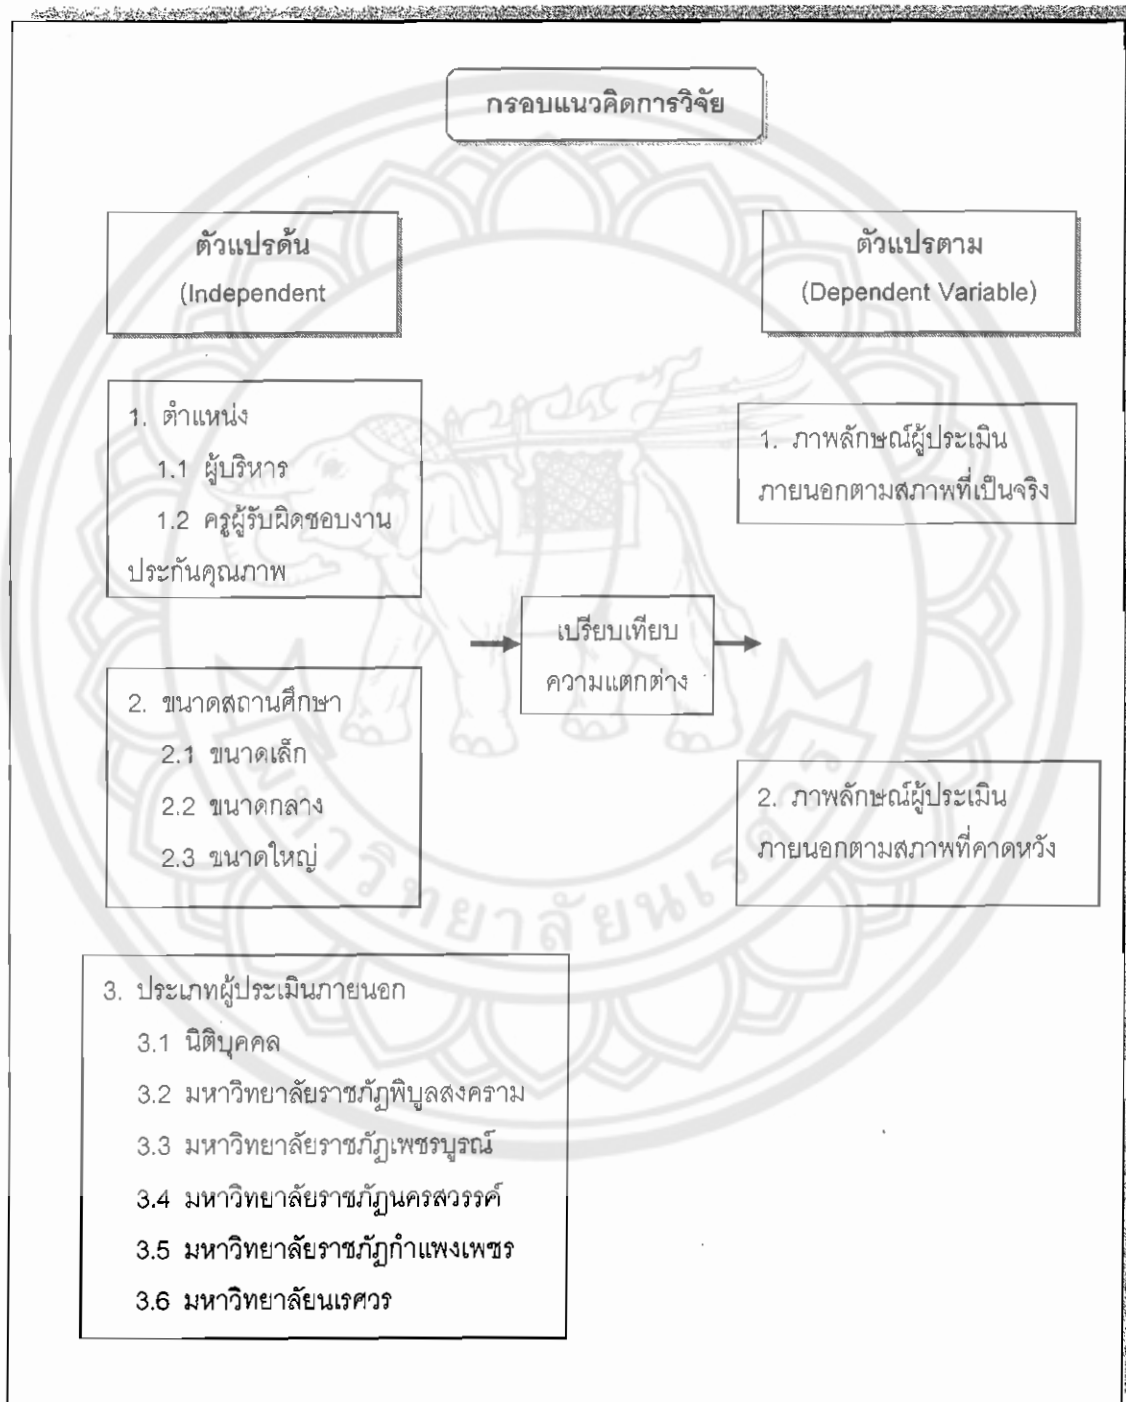 กรอบแนวคิดการวิจัย
ตัวแปรต้น
(Independent
ตัวแปรตาม
(Dependent Variable)
1. ตำแหน่ง
1.1 ผู้บริหาร
1.2 ครูผู้รับผิดชอบงาน
ประกันคุณภาพ
2. ขนาดสถานศึกษา
2.1 ขนาดเล็ก
2.2 ขนาดกลาง
2.3 ขนาดใหญ่
3. ประเภทผู้ประเมินภายนอก
3.1 นิติบุคคล
3.2 มหาวิทยาลัยราชภัฏพิบูลสงคราม
3.3 มหาวิทยาลัยราชภัฏเพชรบูรณ์
3.4 มหาวิทยาลัยราชภัฏนครสวรรค์
3.5 มหาวิทยาลัยราชภัฏกำแพงเพชร
3.6 มหาวิทยาลัยนเรศวร
เปรียบเทียบ
ความแตกต่าง
1. ภาพลักษณ์ผู้ประเมิน
ภายนอกตามสภาพที่เป็นจริง
2. ภาพลักษณ์ผู้ประเมิน
ภายนอกตามสภาพที่คาดหวัง
มหาวิทยาลัยนเรศวร